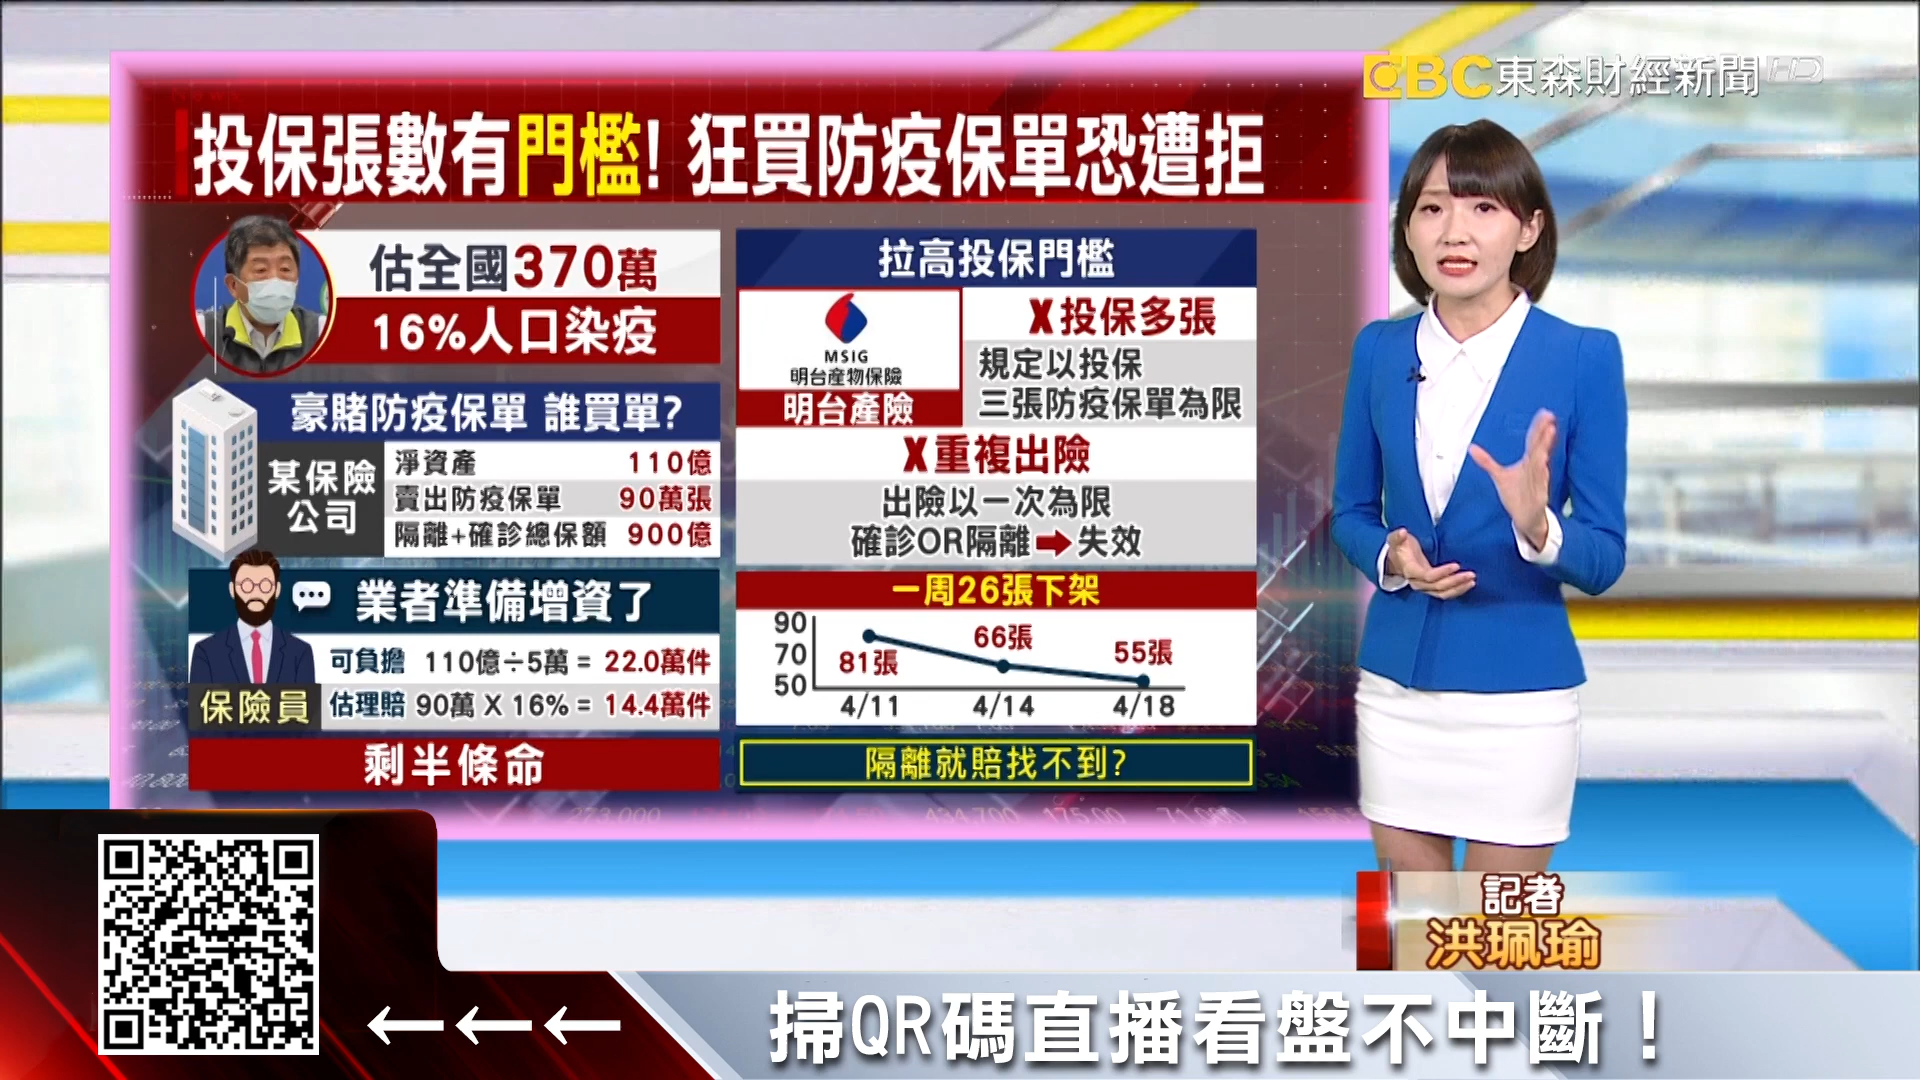 EBC東森財經新聞HD
投保張數有門檻! 狂買防疫保單恐遭拒
估全國370萬
16%人口染疫
豪賭防疫保單 誰買單?
某保險公司
淨資產 110億
賣出防疫保單 90萬張
隔離+確診總保額 900億
業者準備增資了
保險員
可負擔 110億÷5萬 = 22.0萬件
估理賠 90萬 X 16% = 14.4萬件
剩半條命
拉高投保門檻
MSIG
明台產物保險
明台產險
X投保多張
規定以投保
三張防疫保單為限
X重複出險
出險以一次為限
確診OR隔離➡失效
一周26張下架
90
70
50
81張
66張
55張
4/11
4/14
4/18
隔離就賠找不到?
記者
洪珮瑜
←←←
掃QR碼直播看盤不中斷！